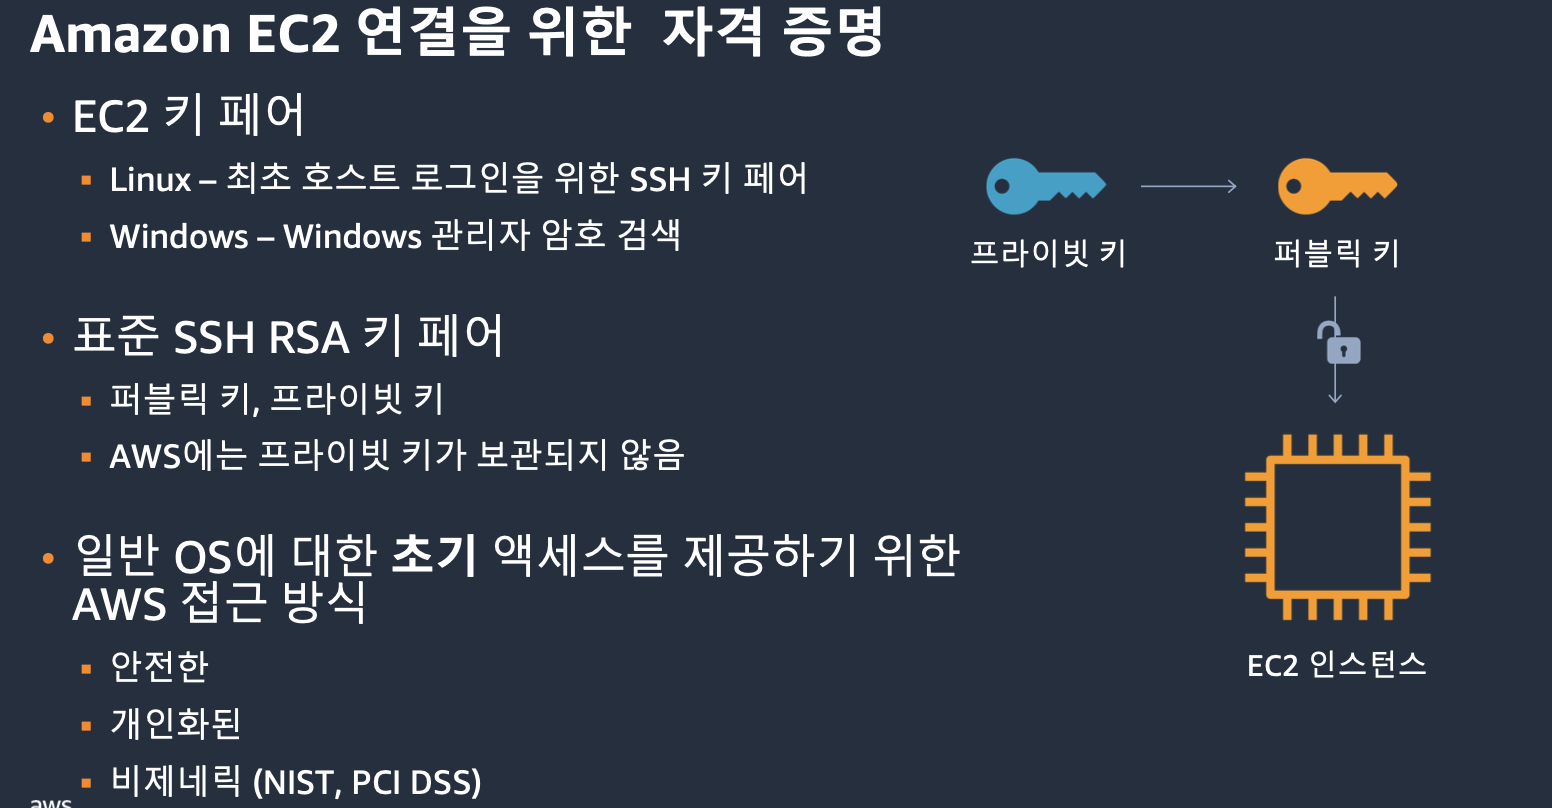 Amazon EC2 연결을 위한 자격 증명
• EC2 키 페어
▪ Linux – 최초 호스트 로그인을 위한 SSH 키 페어
▪ Windows – Windows 관리자 암호 검색
• 표준 SSH RSA 키 페어
▪ 퍼블릭 키, 프라이빗 키
▪ AWS에는 프라이빗 키가 보관되지 않음
• 일반 OS에 대한 초기 액세스를 제공하기 위한
AWS 접근 방식
▪ 안전한
▪ 개인화된
▪ 비제네릭 (NIST, PCI DSS)
프라이빗 키
퍼블릭 키
EC2 인스턴스
aws